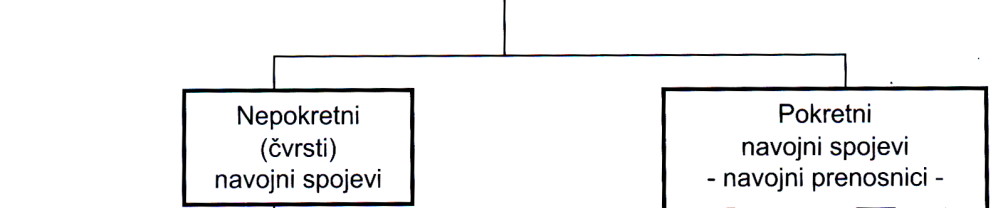 Nepokretni
(čvrsti)
navojni spojevi
Pokretni
navojni spojevi
- navojni prenosnici -